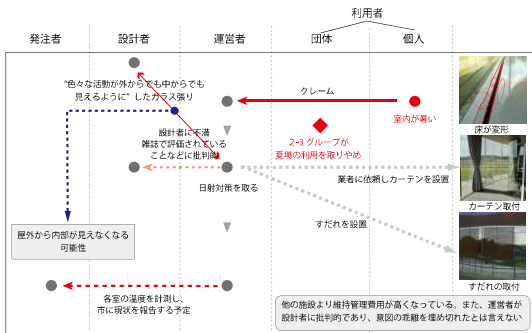 利用者
発注者
設計者
運営者
団体
個人
"色々な活動が外からでも中からでも
見えるように" したガラス張り
クレーム
室内が暑い
床が変形
設計者に不満
雑誌で評価されている
ことなどに批判的
2-3 グループが
夏場の利用を取りやめ
日射対策を取る
業者に依頼しカーテンを設置
カーテン取付
すだれを設置
屋外から内部が見えなくなる
可能性
すだれの取付
各室の温度を計測し、
市に現状を報告する予定
他の施設より維持管理費用が高くなっている。また、運営者が
設計者に批判的であり、意図の乖離を埋め切れたとは言えない